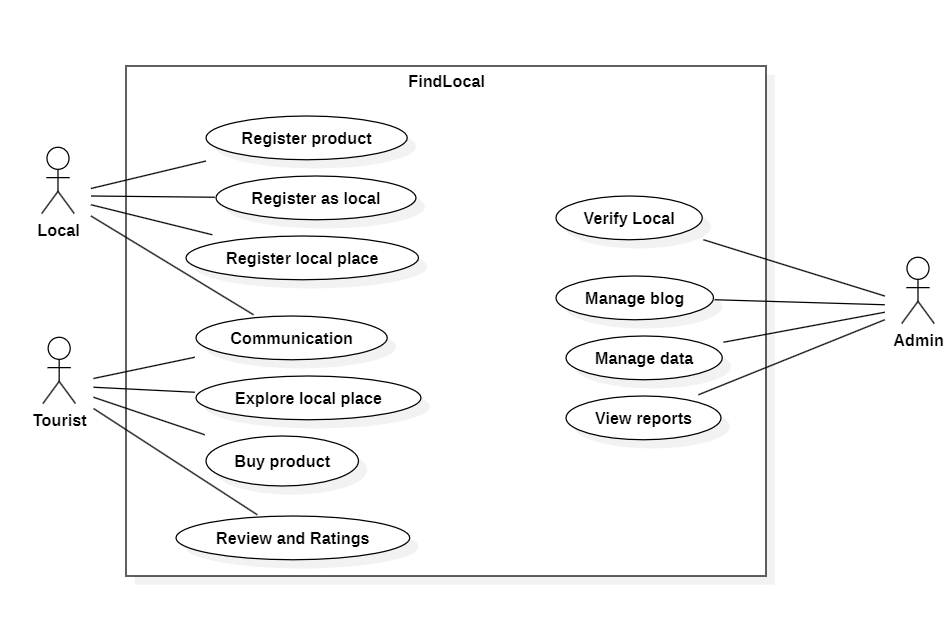 FindLocal
Register product
Register as local
Register local place
Communication
Explore local place
Buy product
Review and Ratings
Local
Tourist
Verify Local
Manage blog
Manage data
View reports
Admin